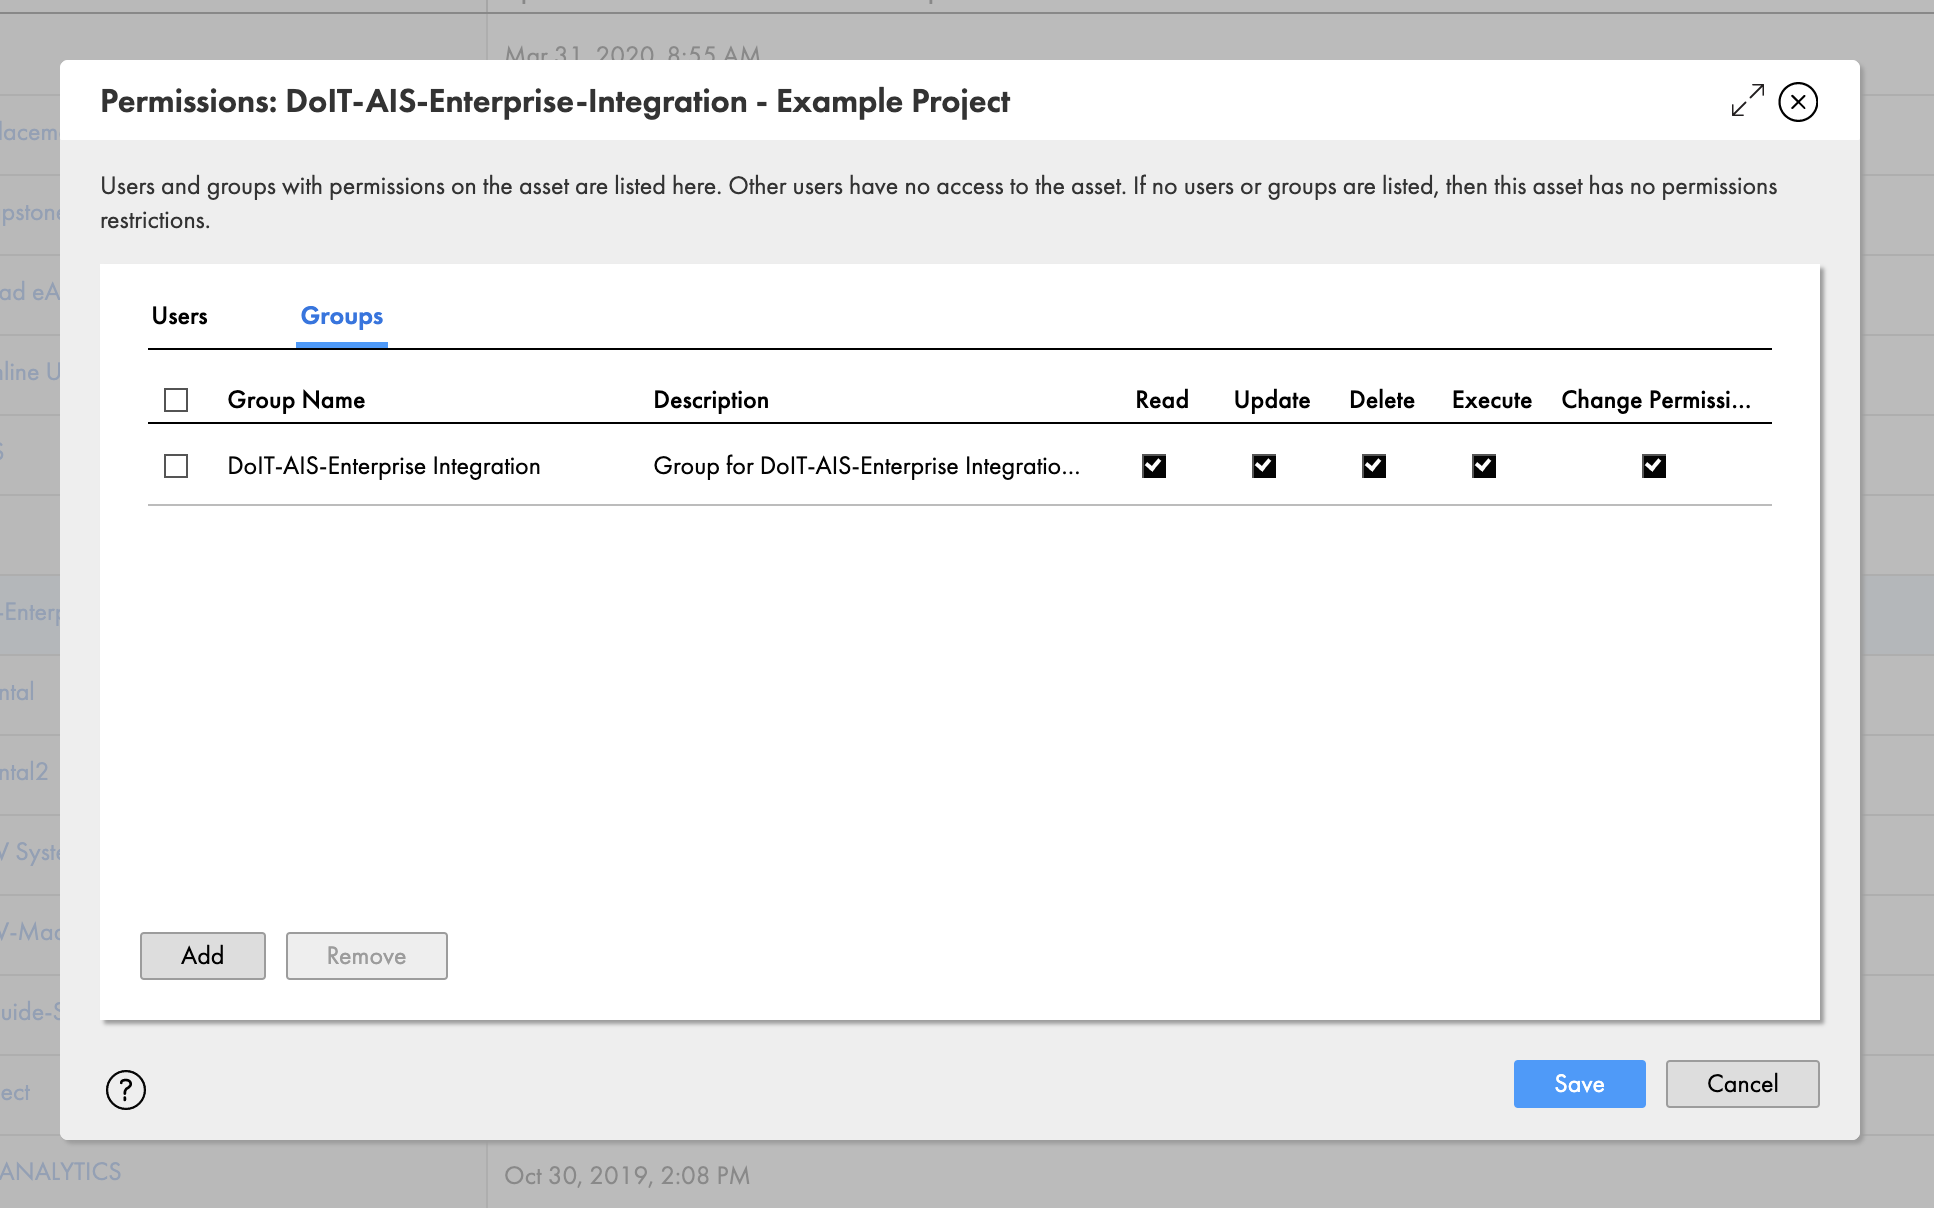 Mar 31, 2020, 8:55 AM
Permissions: DoIT-AIS-Enterprise-Integration - Example Project
Users and groups with permissions on the asset are listed here. Other users have no access to the asset. If no users or groups are listed, then this asset has no permissions
restrictions.
Users Groups
Group Name Description Read Update Delete Execute Change Permissi...
DoIT-AIS-Enterprise Integration Group for DoIT-AIS-Enterprise Integratio...
Add Remove
? Save Cancel
lacem
pstone
ad eA
line U
-Enterp
ntal
ntal2
V Syste
V-Mad
uide-S
ect
ANALYTICS Oct 30, 2019, 2:08 PM